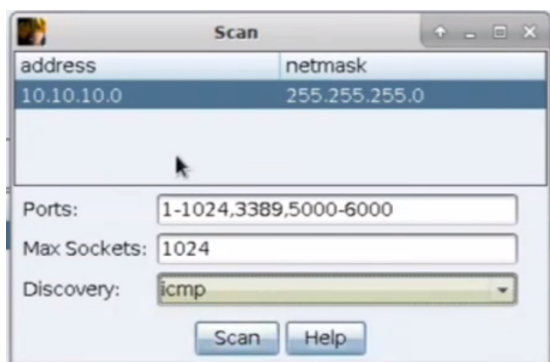 Scan
address netmask
10.10.10.0 255.255.255.0
Ports: 1-1024,3389,5000-6000
Max Sockets: 1024
Discovery: icmp
Scan Help